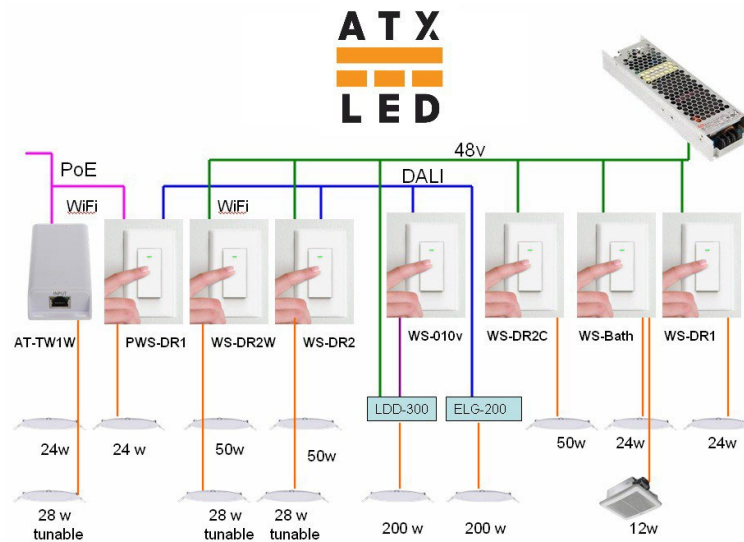 ATX
LED
48v
PoE
DALI
WiFi
WiFi
INPUT
AT-TW1W
PWS-DR1
WS-DR2W
WS-DR2
WS-010v
WS-DR2C
WS-Bath
WS-DR1
LDD-300
ELG-200
24w
24 w
50w
50w
50w
24w
24w
28 w
tunable
28 w
tunable
28 w
tunable
200 w
200 w
12w